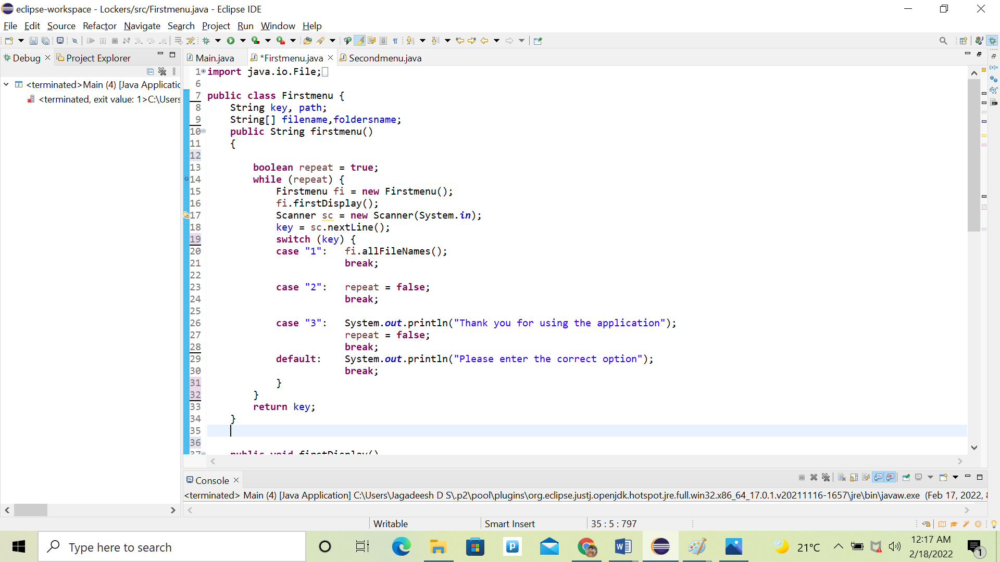 eclipse-workspace - Lockers/src/Firstmenu.java - Eclipse IDE
File Edit Source Refactor Navigate Search Project Run Window Help
Debug Project Explorer
<terminated>Main (4) [Java Applicatic
<terminated, exit value: 1>C:\Users
Main.java *Firstmenu.java Secondmenu.java
1 import java.io.File;
6
7 public class Firstmenu {
8 String key, path;
9 String[] filename,foldersname;
10 public String firstmenu()
11 {
12
13 boolean repeat = true;
14 while (repeat) {
15 Firstmenu fi = new Firstmenu();
16 fi.firstDisplay();
17 Scanner sc = new Scanner(System.in);
18 key = sc.nextLine();
19 switch (key) {
20 case "1": fi.allFileNames();
21 break;
22
23 case "2": repeat = false;
24 break;
25
26 case "3": System.out.println("Thank you for using the application");
27 repeat = false;
28 break;
29 default: System.out.println("Please enter the correct option");
30 break;
31 }
32 }
33 return key;
34 }
35
36
37 public void firstDisplay()
Console
<terminated> Main (4) [Java Application] C:\Users\Jagadeesh D S\.p2\pool\plugins\org.eclipse.justj.openjdk.hotspot.jre.full.win32.x86_64_17.0.1.v20211116-1657\jre\bin\javaw.exe (Feb 17, 2022,
Writable Smart Insert 35 : 5 : 797
Type here to search
21°C
12:17 AM
2/18/2022
1